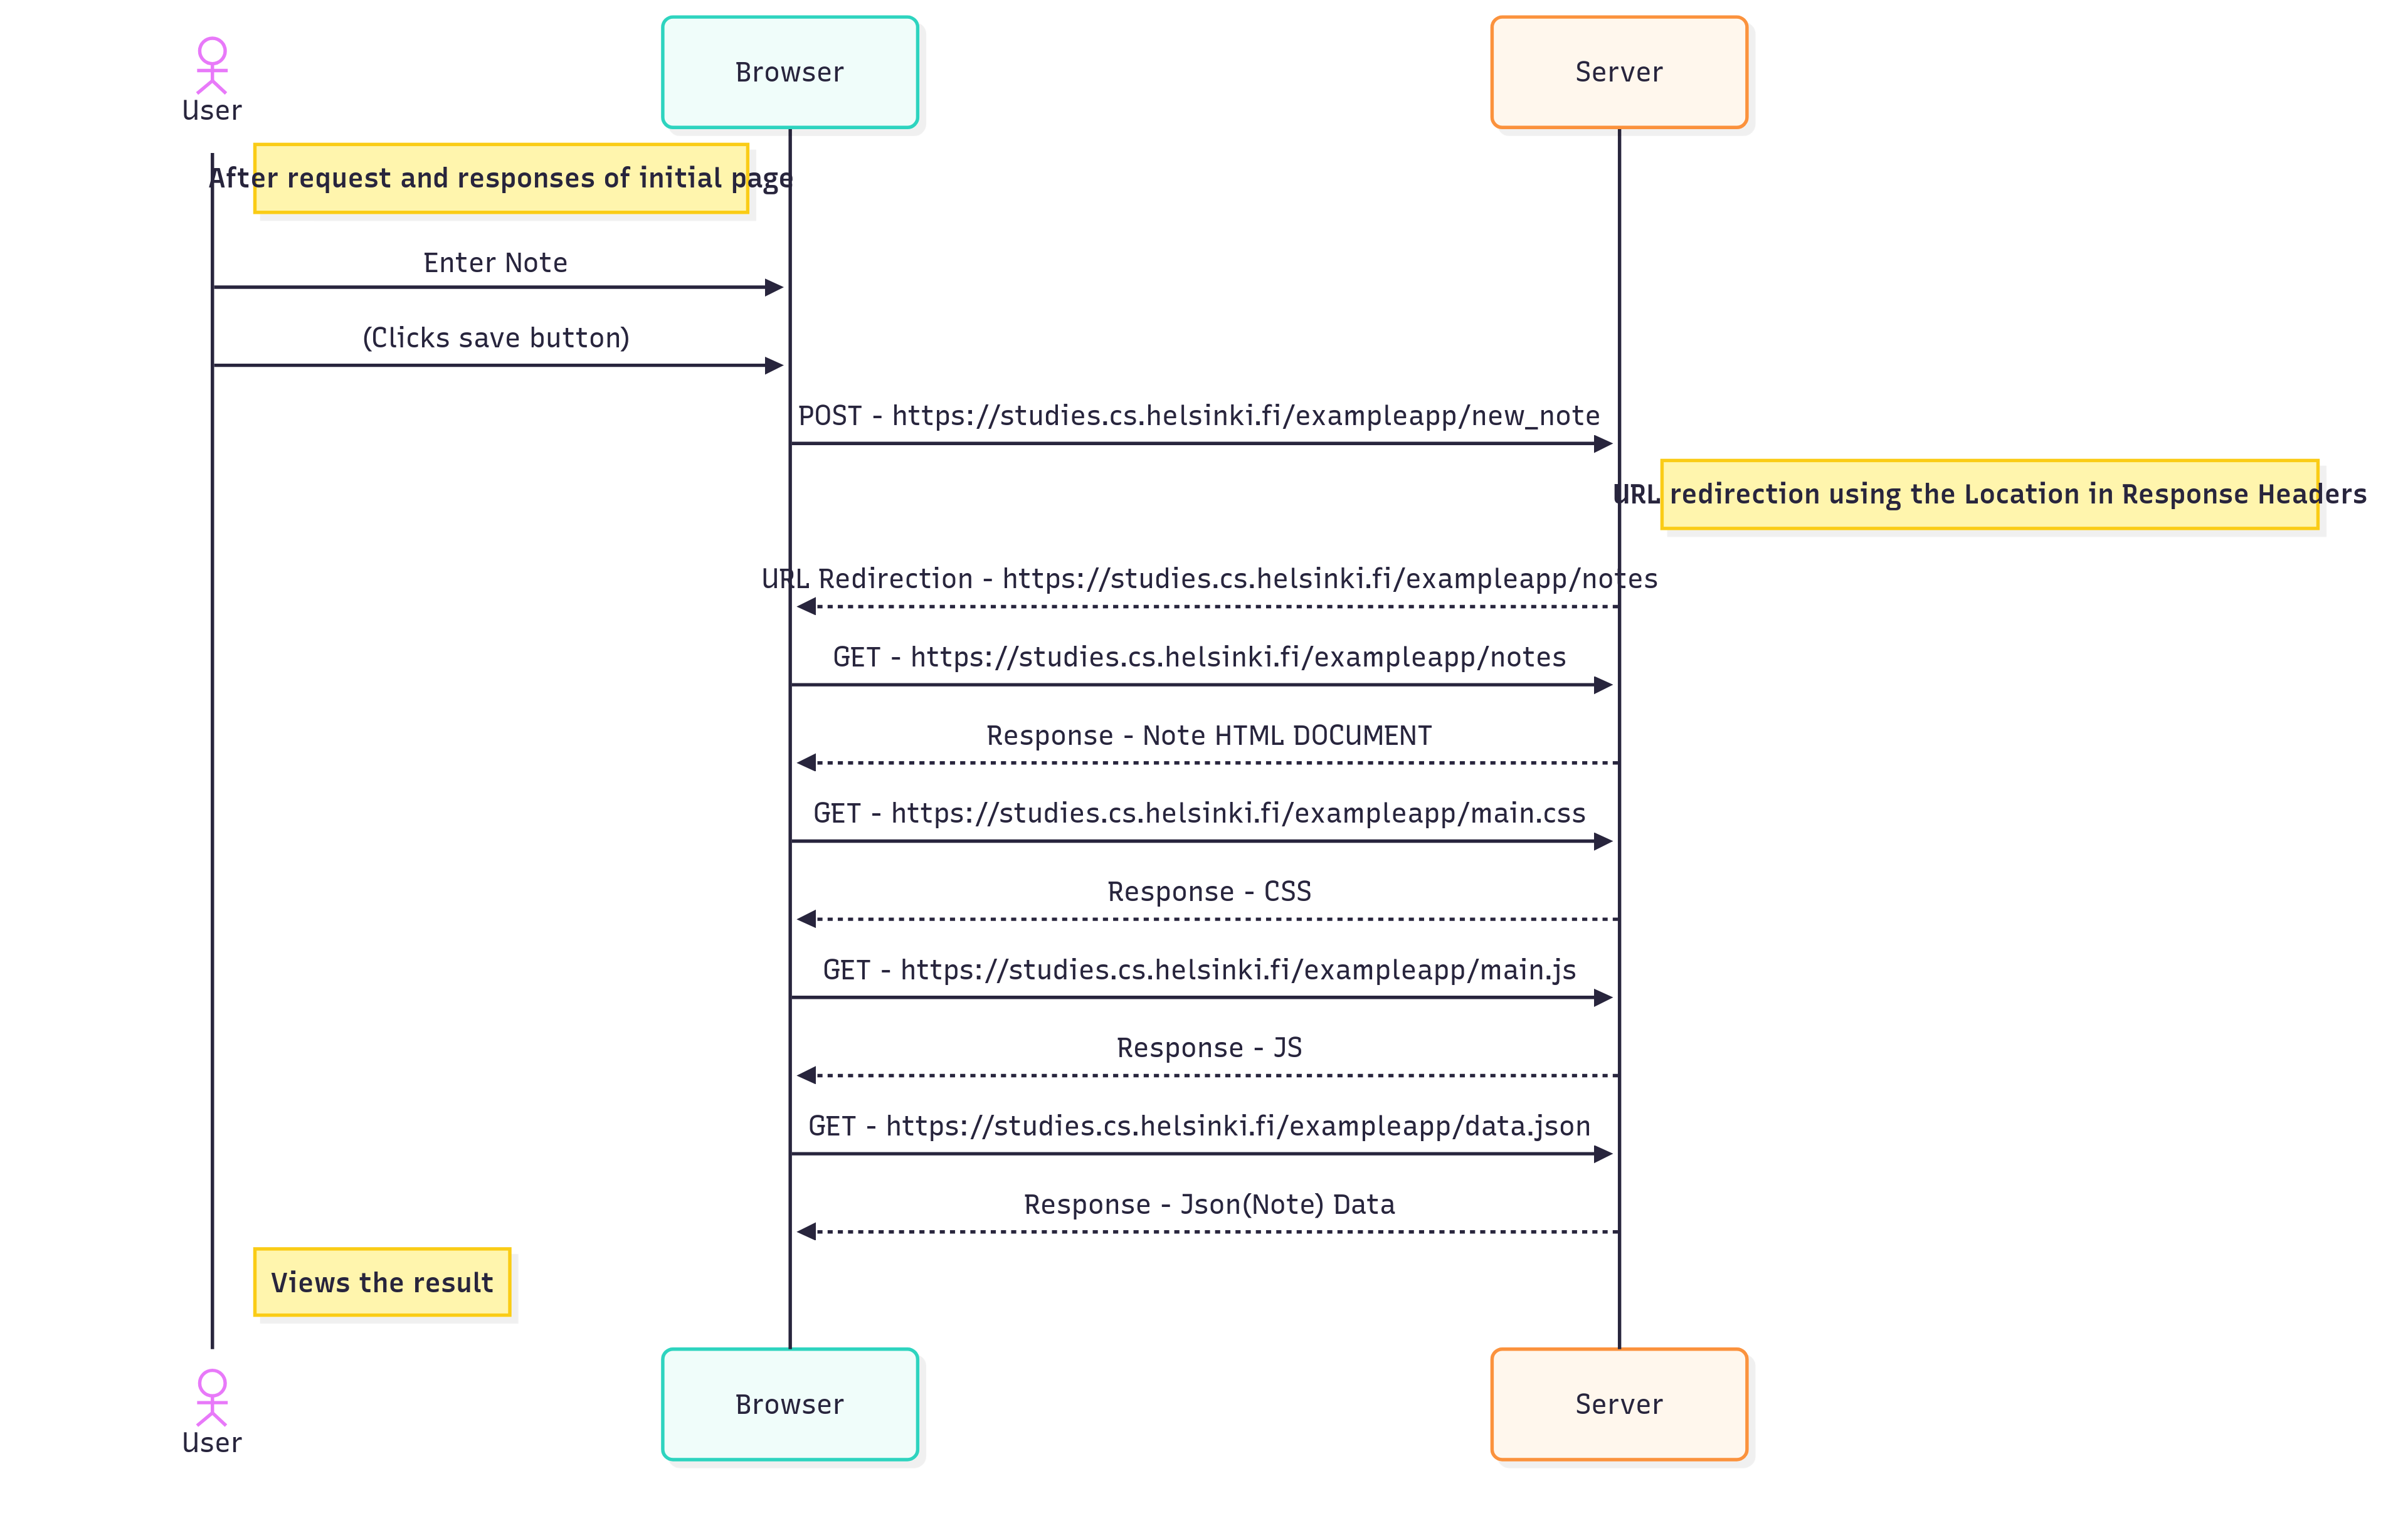 User
Browser
Server
After request and responses of initial page
Enter Note
(Clicks save button)
POST - https://studies.cs.helsinki.fi/exampleapp/new_note
URL redirection using the Location in Response Headers
URL Redirection - https://studies.cs.helsinki.fi/exampleapp/notes
GET - https://studies.cs.helsinki.fi/exampleapp/notes
Response - Note HTML DOCUMENT
GET - https://studies.cs.helsinki.fi/exampleapp/main.css
Response - CSS
GET - https://studies.cs.helsinki.fi/exampleapp/main.js
Response - JS
GET - https://studies.cs.helsinki.fi/exampleapp/data.json
Response - Json(Note) Data
Views the result
User
Browser
Server